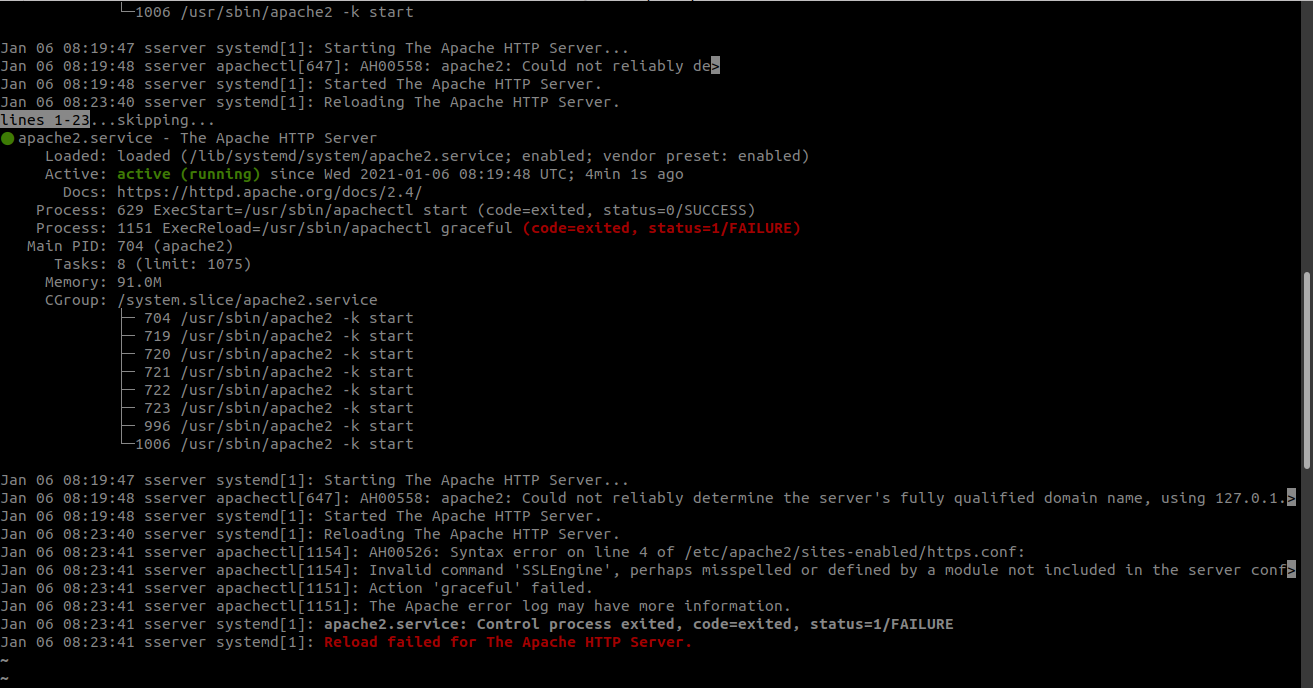 └─1006 /usr/sbin/apache2 -k start
Jan 06 08:19:47 sserver systemd[1]: Starting The Apache HTTP Server...
Jan 06 08:19:48 sserver apachectl[647]: AH00558: apache2: Could not reliably de>
Jan 06 08:19:48 sserver systemd[1]: Started The Apache HTTP Server.
Jan 06 08:23:40 sserver systemd[1]: Reloading The Apache HTTP Server.
lines 1-23...skipping...
● apache2.service - The Apache HTTP Server
Loaded: loaded (/lib/systemd/system/apache2.service; enabled; vendor preset: enabled)
Active: active (running) since Wed 2021-01-06 08:19:48 UTC; 4min 1s ago
Docs: https://httpd.apache.org/docs/2.4/
Process: 629 ExecStart=/usr/sbin/apachectl start (code=exited, status=0/SUCCESS)
Process: 1151 ExecReload=/usr/sbin/apachectl graceful (code=exited, status=1/FAILURE)
Main PID: 704 (apache2)
Tasks: 8 (limit: 1075)
Memory: 91.0M
CGroup: /system.slice/apache2.service
├─ 704 /usr/sbin/apache2 -k start
├─ 719 /usr/sbin/apache2 -k start
├─ 720 /usr/sbin/apache2 -k start
├─ 721 /usr/sbin/apache2 -k start
├─ 722 /usr/sbin/apache2 -k start
├─ 723 /usr/sbin/apache2 -k start
├─ 996 /usr/sbin/apache2 -k start
└─1006 /usr/sbin/apache2 -k start
Jan 06 08:19:47 sserver systemd[1]: Starting The Apache HTTP Server...
Jan 06 08:19:48 sserver apachectl[647]: AH00558: apache2: Could not reliably determine the server's fully qualified domain name, using 127.0.1.>
Jan 06 08:19:48 sserver systemd[1]: Started The Apache HTTP Server.
Jan 06 08:23:40 sserver systemd[1]: Reloading The Apache HTTP Server.
Jan 06 08:23:41 sserver apachectl[1154]: AH00526: Syntax error on line 4 of /etc/apache2/sites-enabled/https.conf:
Jan 06 08:23:41 sserver apachectl[1154]: Invalid command 'SSLEngine', perhaps misspelled or defined by a module not included in the server conf>
Jan 06 08:23:41 sserver apachectl[1151]: Action 'graceful' failed.
Jan 06 08:23:41 sserver apachectl[1151]: The Apache error log may have more information.
Jan 06 08:23:41 sserver systemd[1]: apache2.service: Control process exited, code=exited, status=1/FAILURE
Jan 06 08:23:41 sserver systemd[1]: Reload failed for The Apache HTTP Server.
~
~